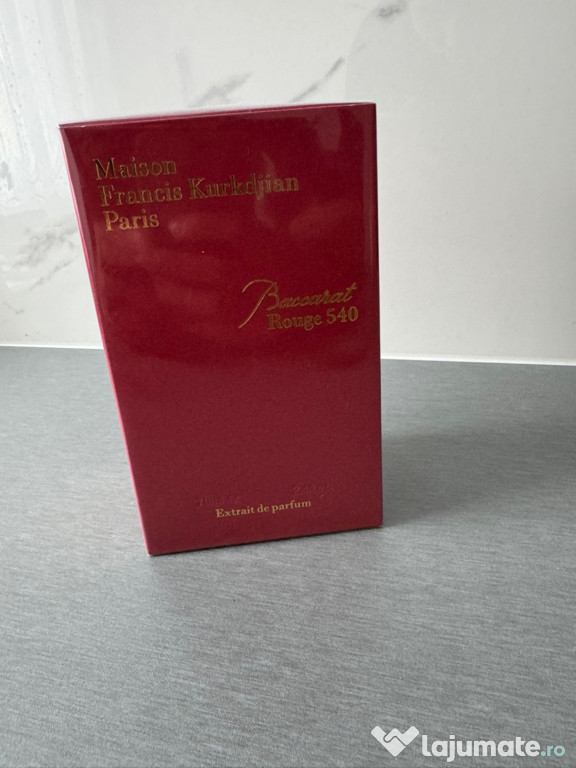 Maison
Francis Kurkdjian
Paris
Baccarat
Rouge 540
Extrait de parfum
lajumate.ro